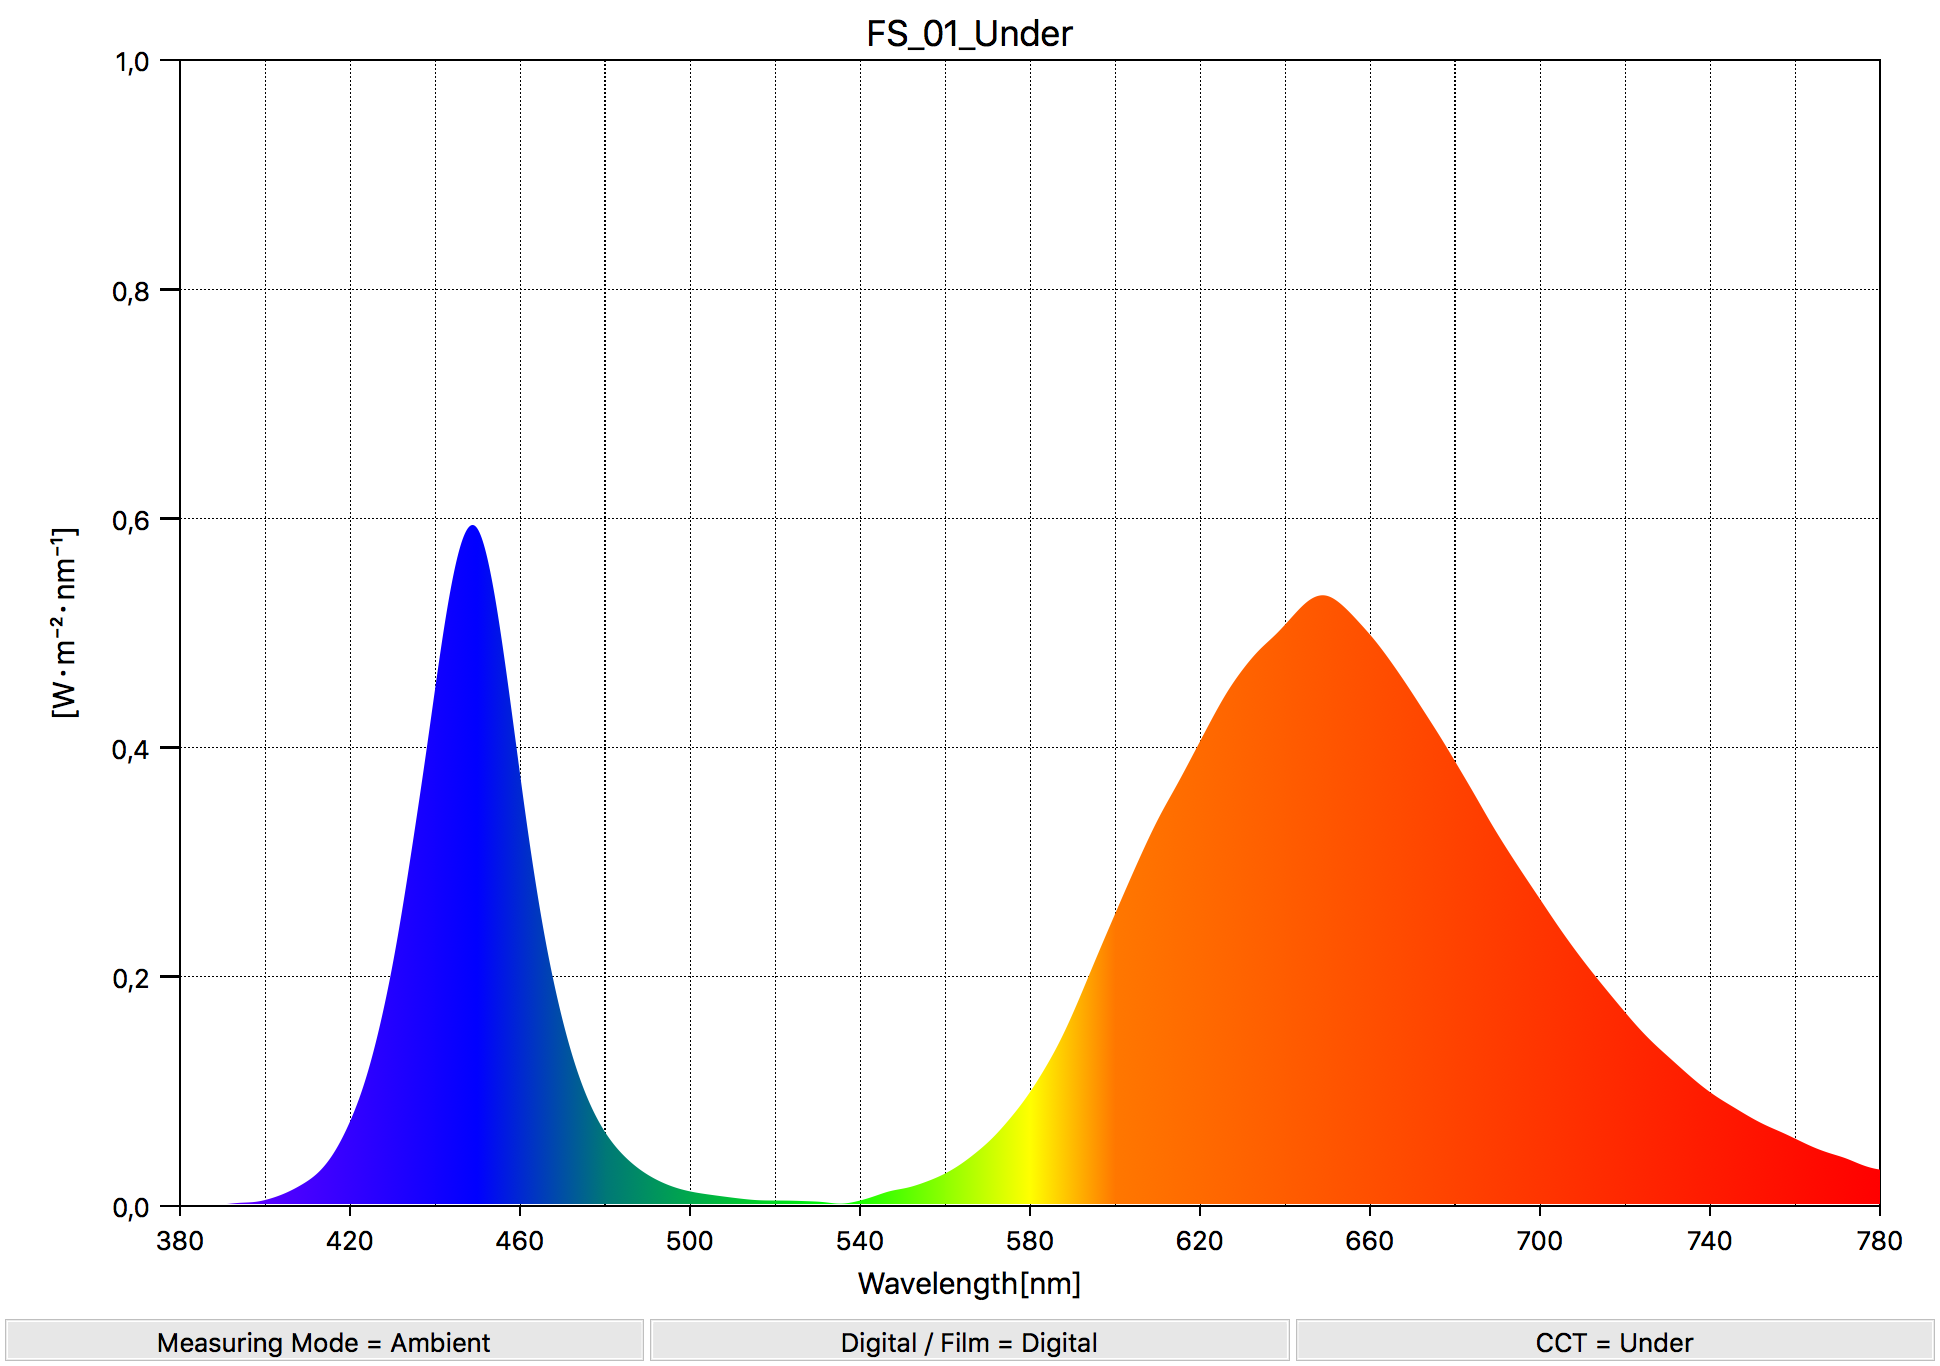 FS_01_Under
1,0
0,8
0,6
0,4
0,2
0,0
[W･m⁻²･nm⁻¹]
380 420 460 500 540 580 620 660 700 740 780
Wavelength[nm]
Measuring Mode = Ambient
Digital / Film = Digital
CCT = Under